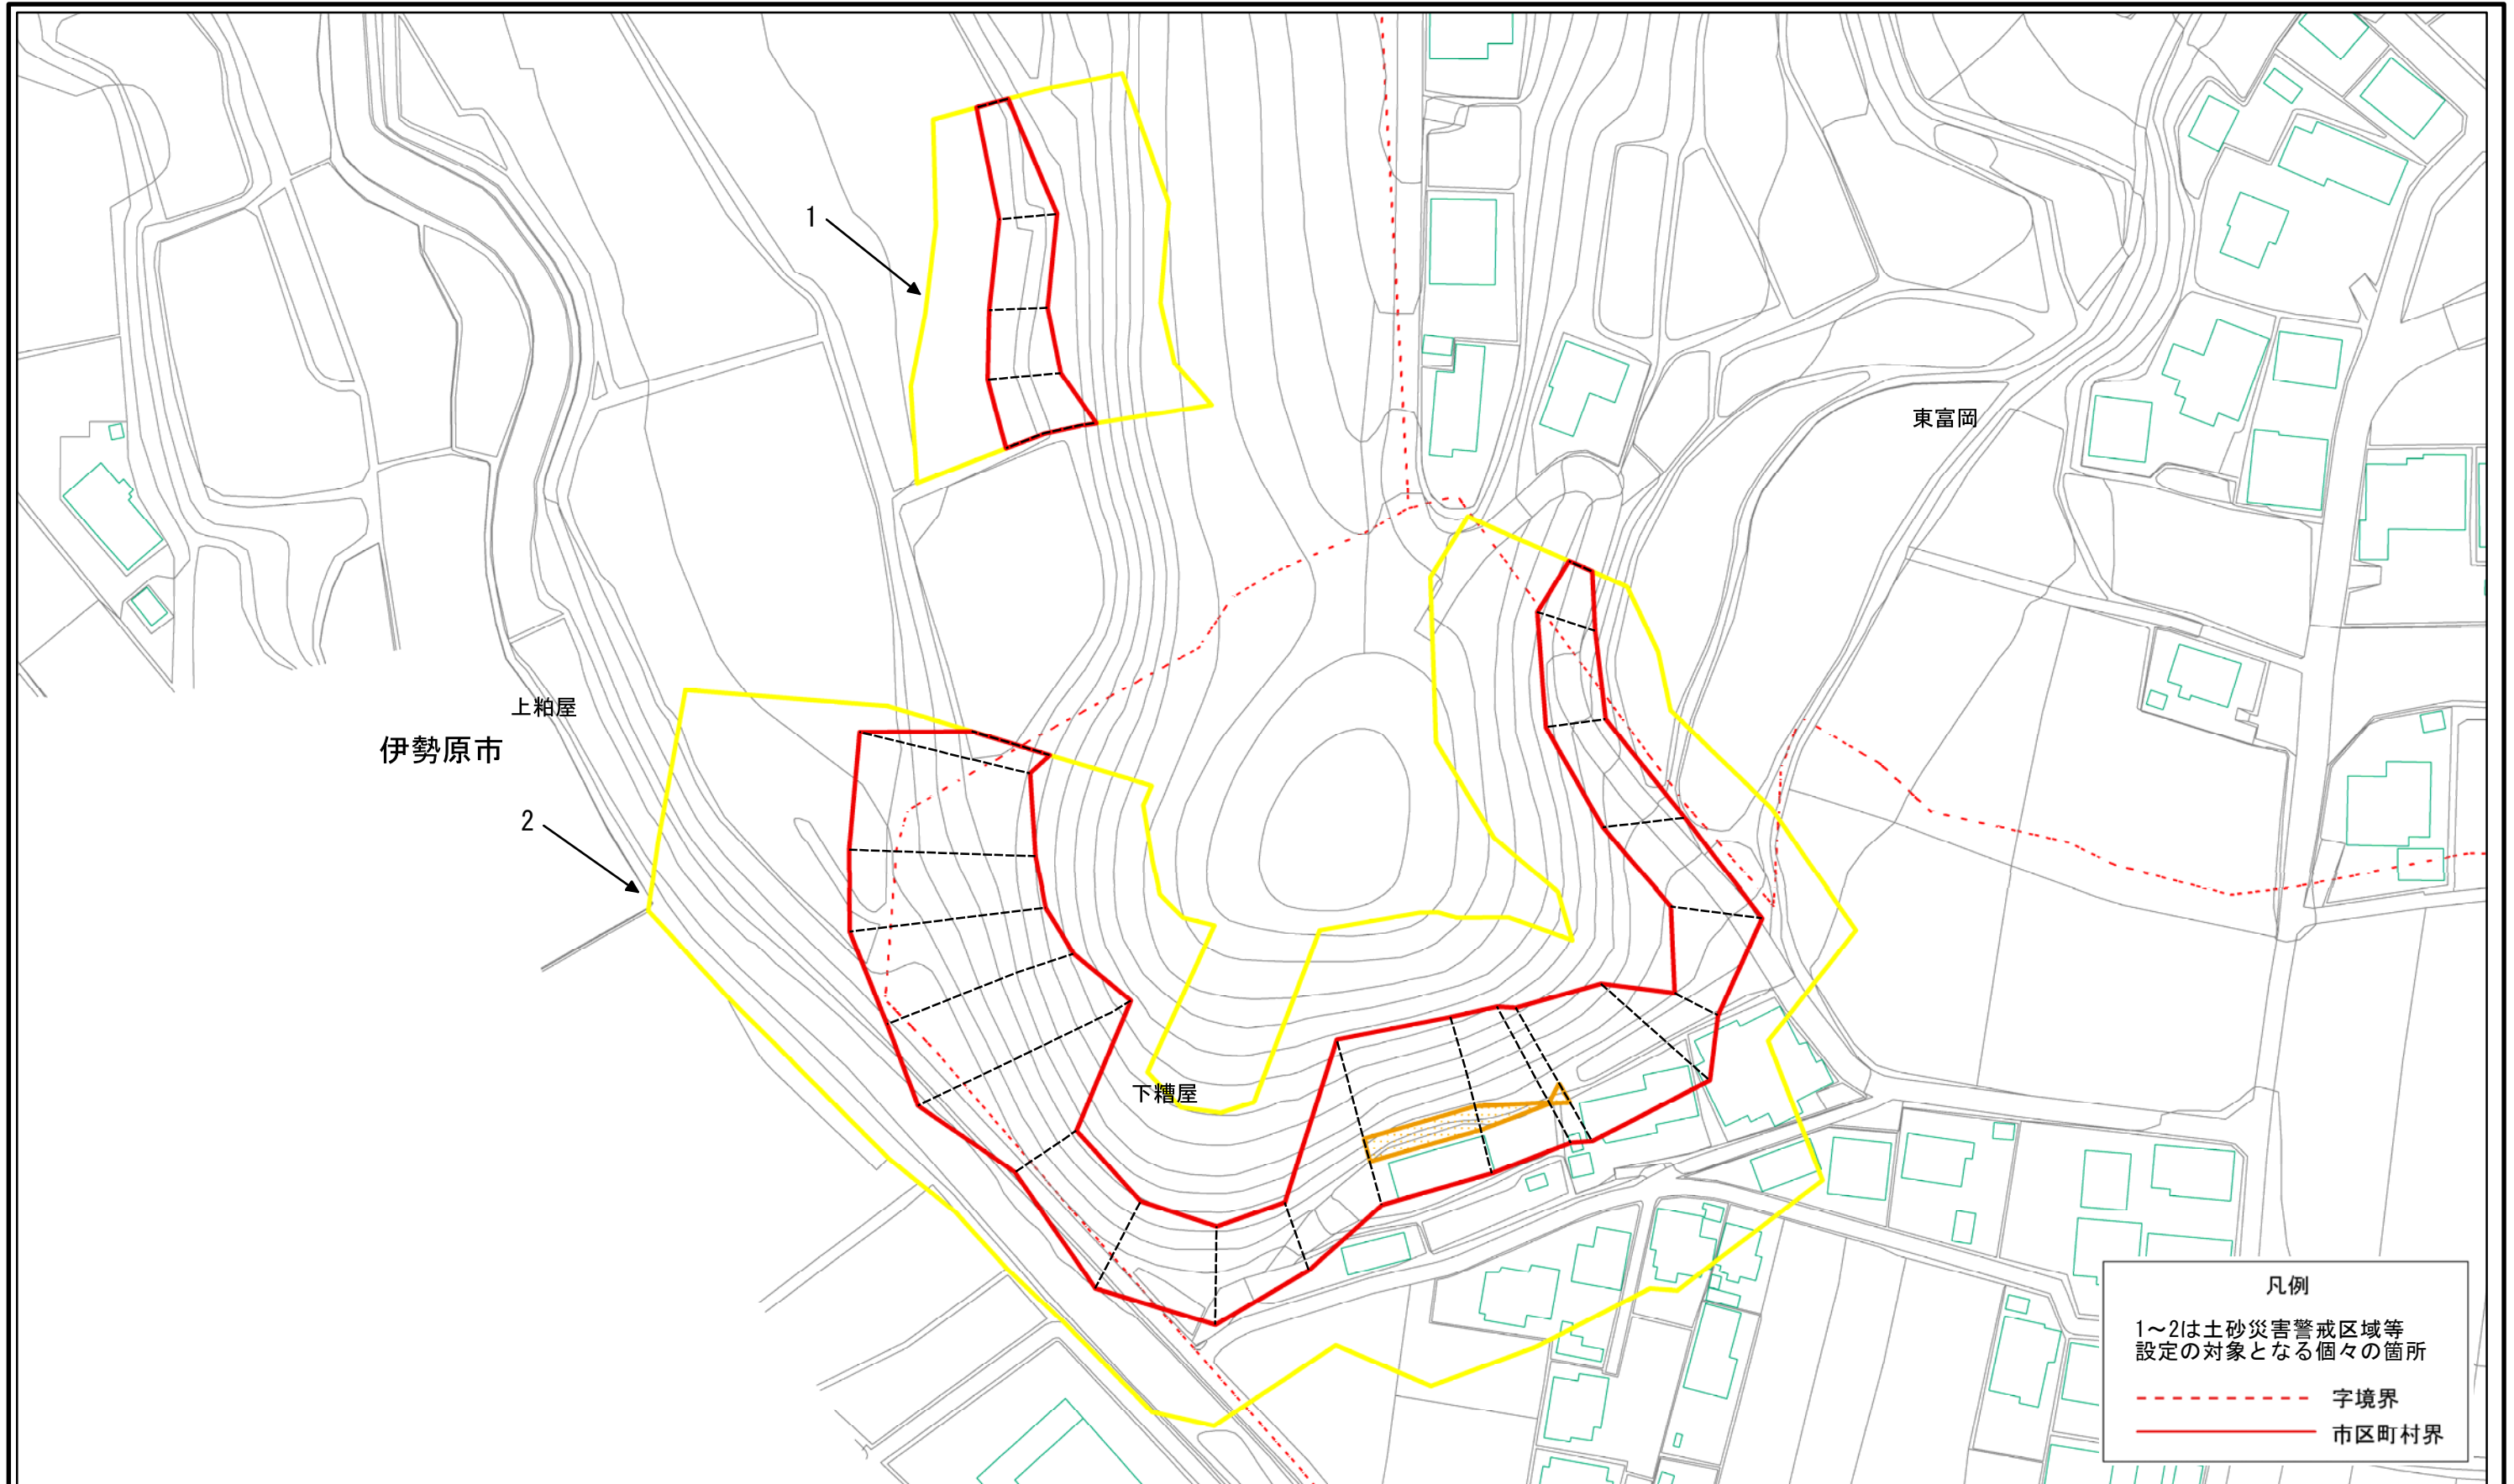 1
東富岡
上粕屋
伊勢原市
2
下糟屋
凡例
1～2は土砂災害警戒区域等
設定の対象となる個々の箇所
字境界
市区町村界